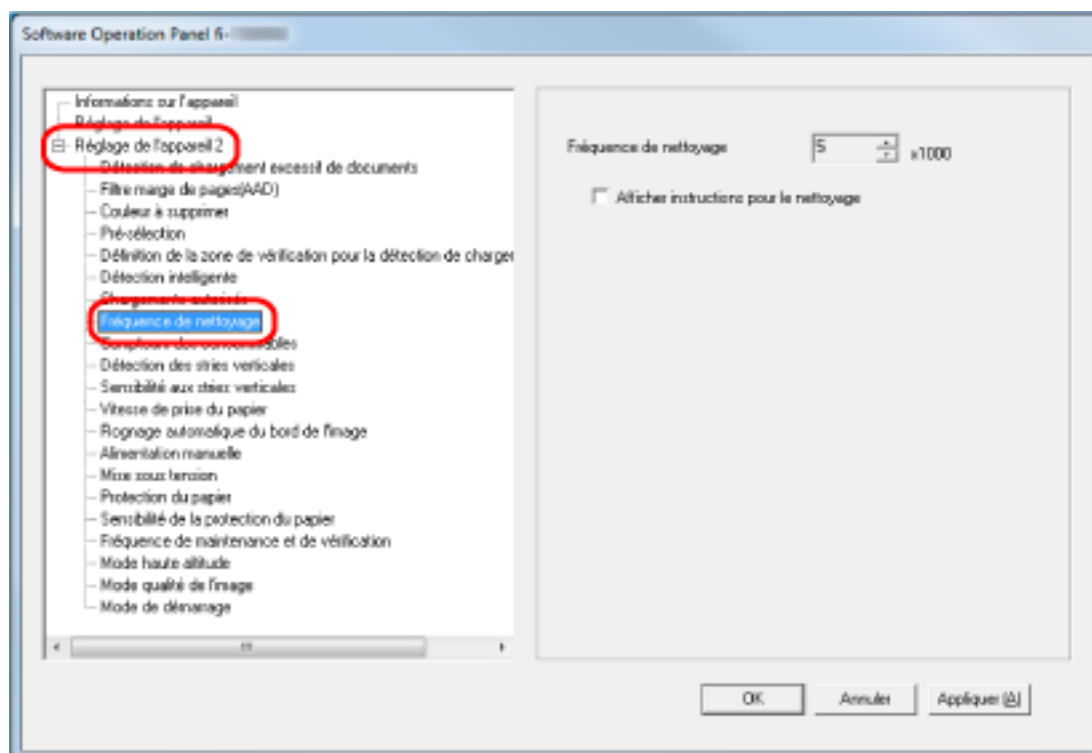 Software Operation Panel fi-
Informations sur l'appareil
Réglage de l'appareil
Réglage de l'appareil 2
Détection de chargement excessif de documents
Filtre marge de pages(AAD)
Couleur à supprimer
Pré-sélection
Définition de la zone de vérification pour la détection de charger
Détection intelligente
Chargements autorisés
Fréquence de nettoyage
Compteurs des consommables
Détection des stries verticales
Sensibilité aux stries verticales
Vitesse de prise du papier
Rognage automatique du bord de l'image
Alimentation manuelle
Mise sous tension
Protection du papier
Sensibilité de la protection du papier
Fréquence de maintenance et de vérification
Mode haute altitude
Mode qualité de l'image
Mode de démarrage
Fréquence de nettoyage 5 x1000
Afficher instructions pour le nettoyage
OK Annuler Appliquer (A)